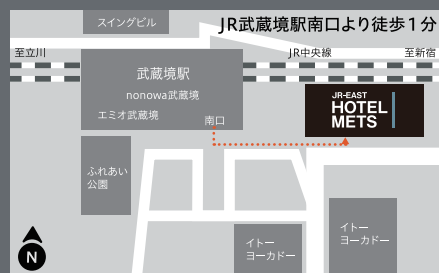 スイングビル
JR武蔵境駅南口より徒歩1分
至立川
JR中央線
至新宿
武蔵境駅
nonowa武蔵境
エミオ武蔵境
南口
JR-EAST
HOTEL
METS
ふれあい
公園
イトー
ヨーカドー
イトー
ヨーカドー
N